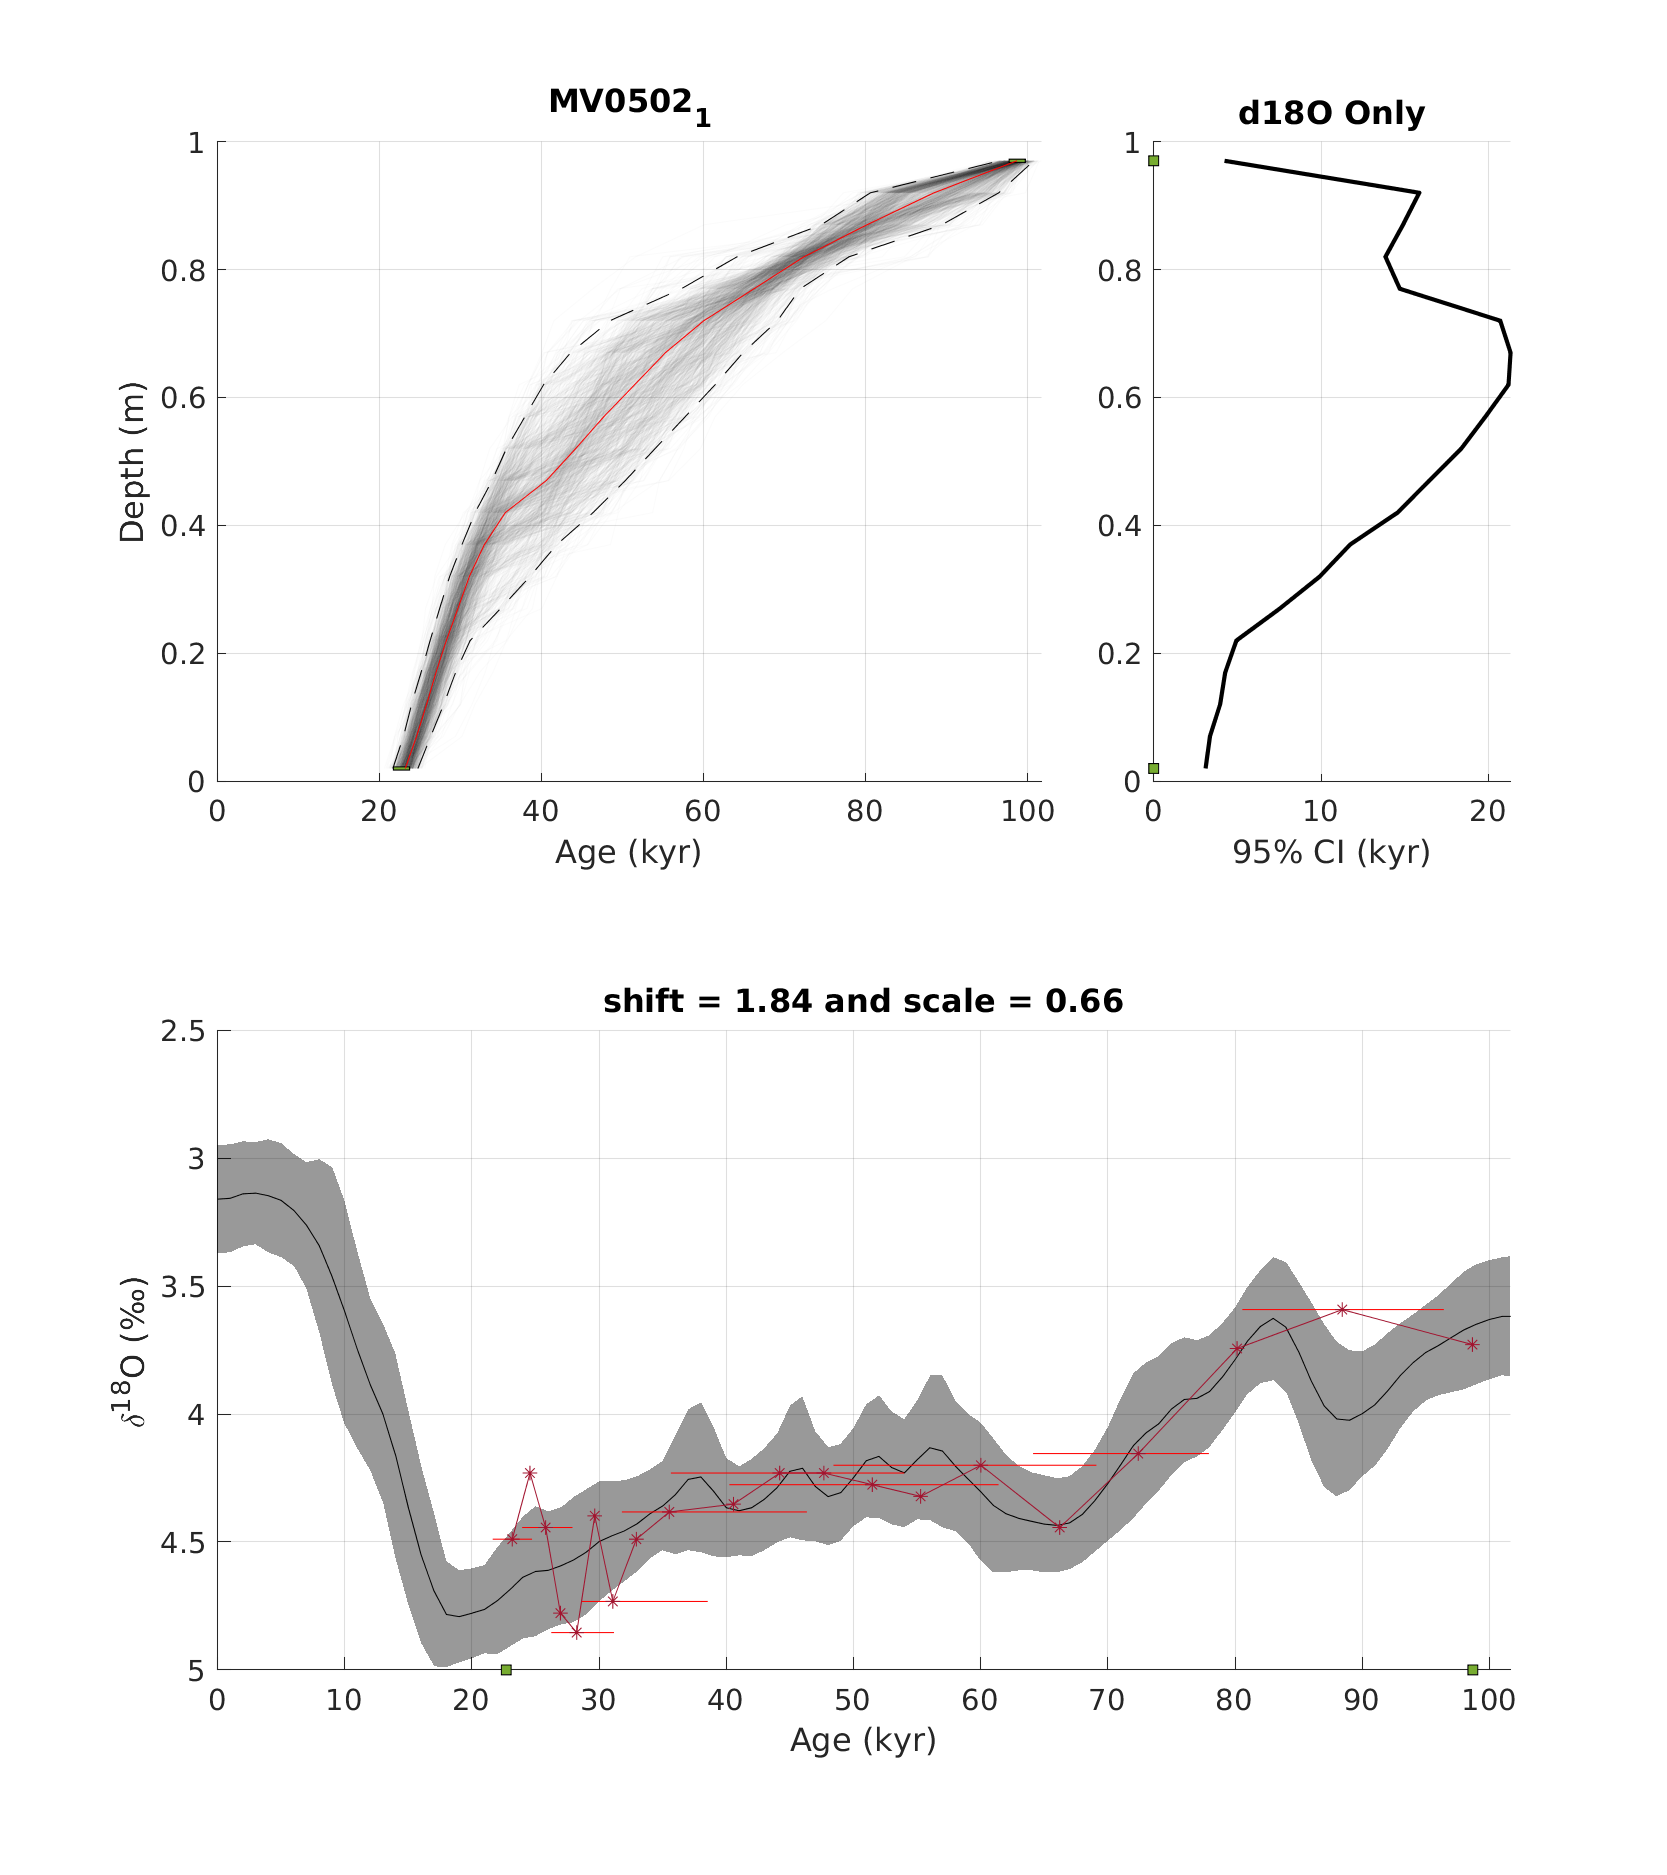 MV0502₁
d18O Only
1
0.8
0.6
0.4
0.2
0
Depth (m)
0 20 40 60 80 100
Age (kyr)
1
0.8
0.6
0.4
0.2
0
0 10 20
95% CI (kyr)
shift = 1.84 and scale = 0.66
2.5
3
3.5
4
4.5
5
δ¹⁸O (‰)
0 10 20 30 40 50 60 70 80 90 100
Age (kyr)